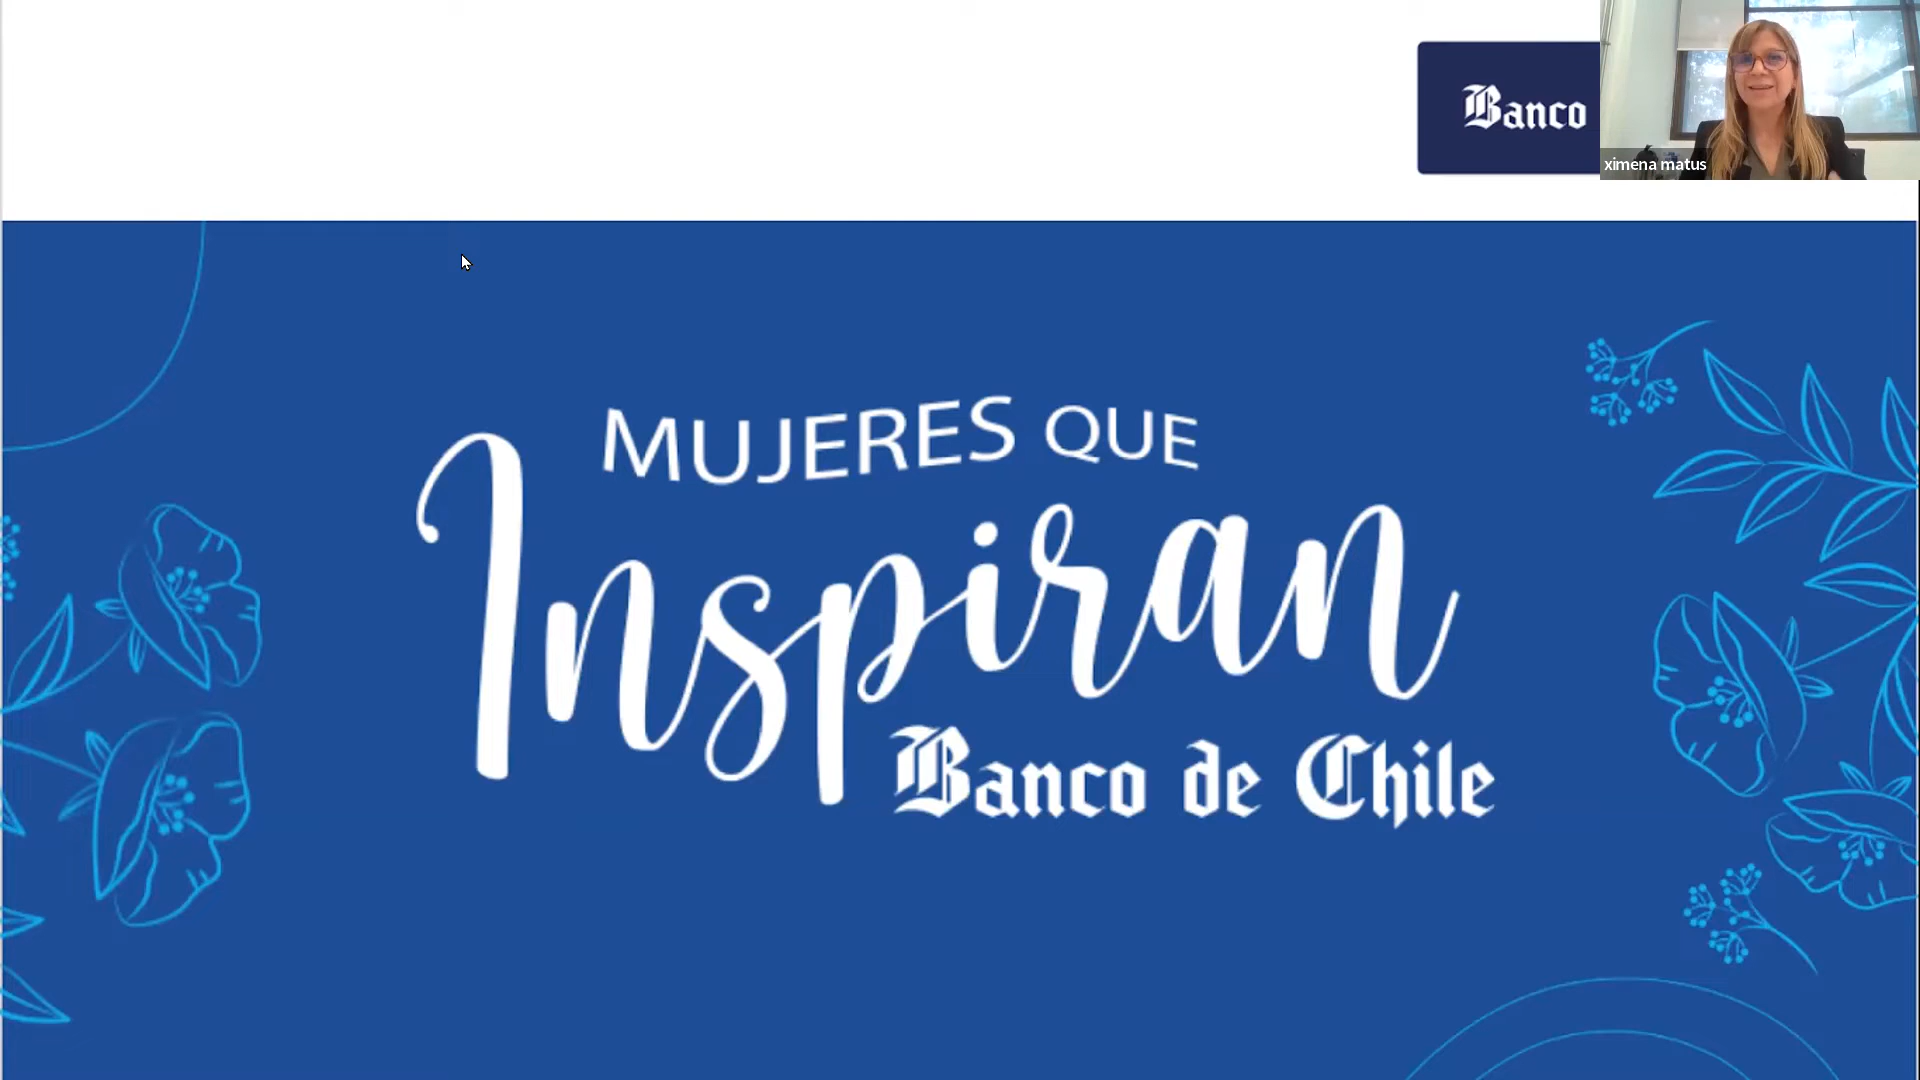 Banco
ximena matus
MUJERES QUE
Inspiran
Banco de Chile